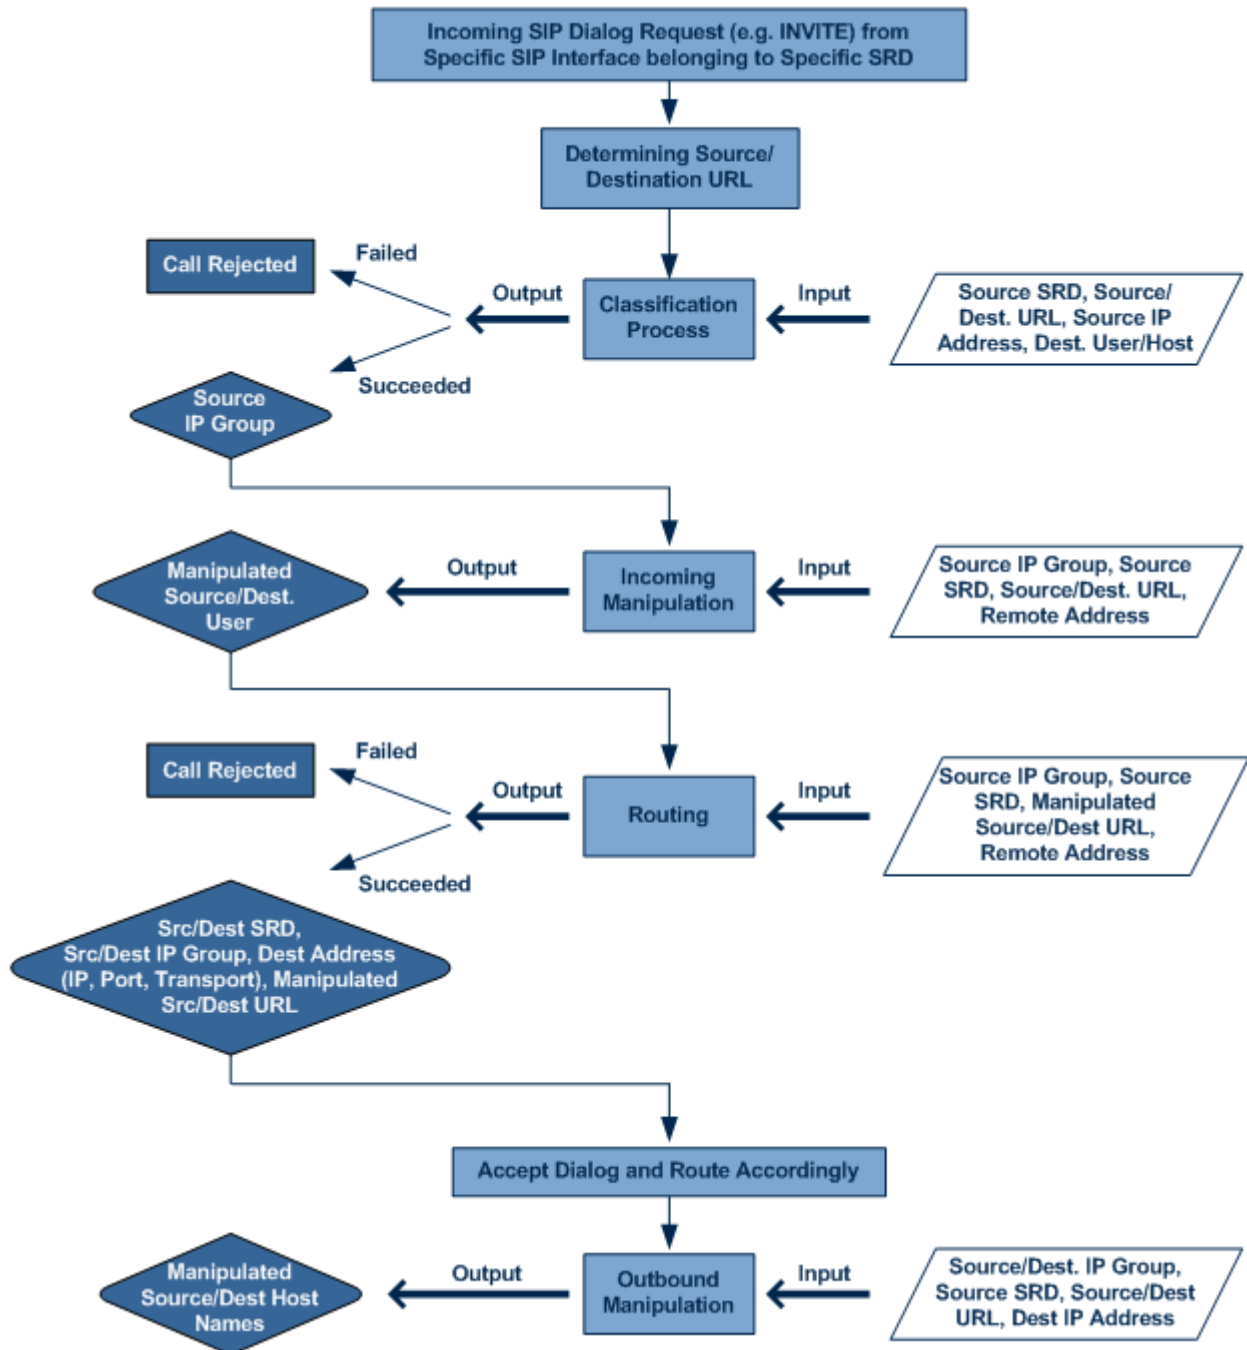 Incoming SIP Dialog Request (e.g. INVITE) from
Specific SIP Interface belonging to Specific SRD
Determining Source/
Destination URL
Call Rejected
Failed
Output
Classification
Process
Input
Source SRD, Source/
Dest. URL, Source IP
Address, Dest. User/Host
Succeeded
Source
IP Group
Manipulated
Source/Dest.
User
Output
Incoming
Manipulation
Input
Source IP Group, Source
SRD, Source/Dest. URL,
Remote Address
Call Rejected
Failed
Output
Routing
Input
Source IP Group, Source
SRD, Manipulated
Source/Dest URL,
Remote Address
Succeeded
Src/Dest SRD,
Src/Dest IP Group, Dest Address
(IP, Port, Transport), Manipulated
Src/Dest URL
Accept Dialog and Route Accordingly
Manipulated
Source/Dest Host
Names
Output
Outbound
Manipulation
Input
Source/Dest. IP Group,
Source SRD, Source/Dest
URL, Dest IP Address